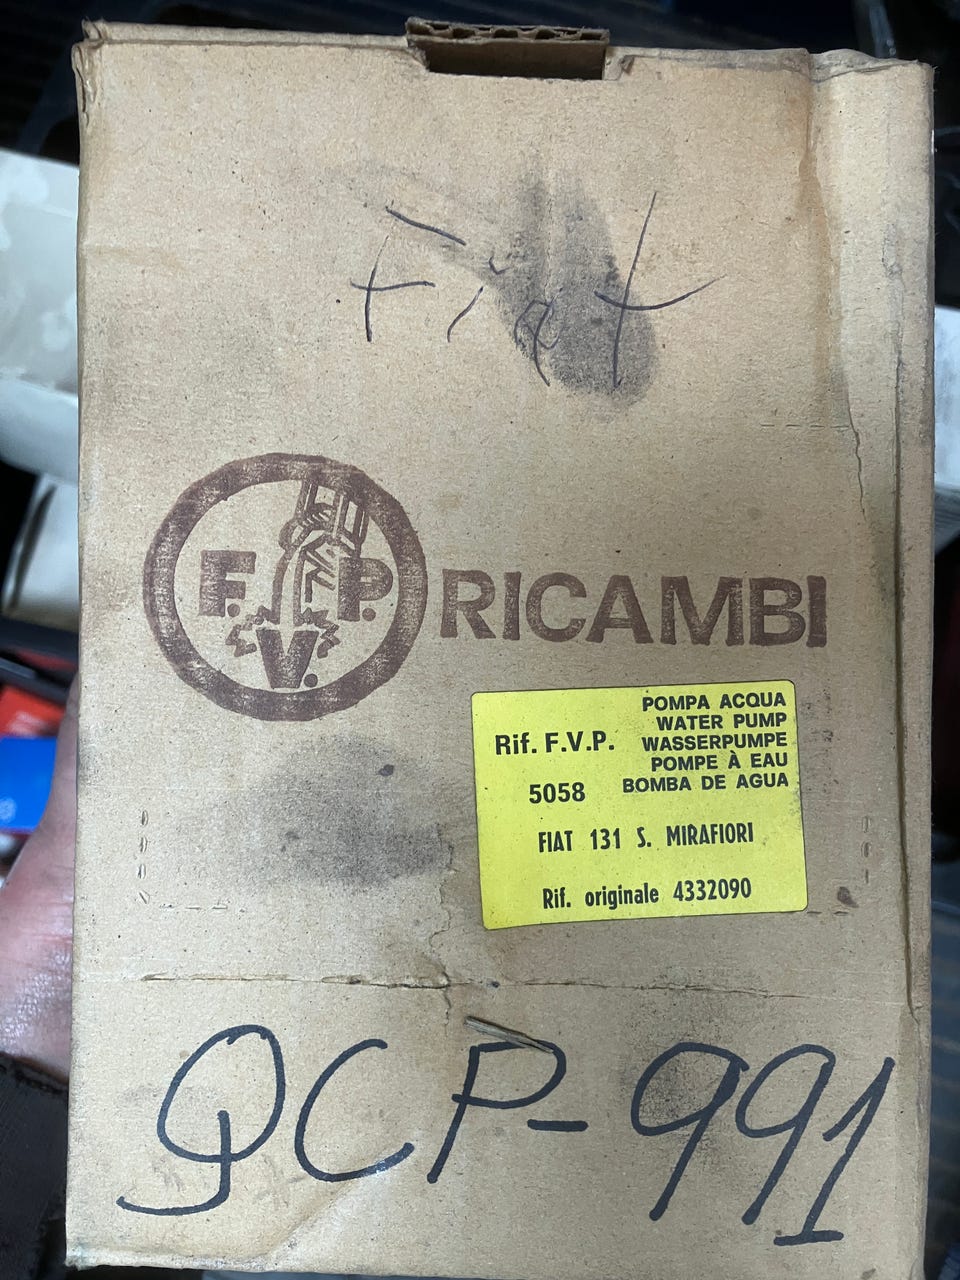 Fiat
F. V. P. RICAMBI
Rif. F.V.P.
5058
POMPA ACQUA
WATER PUMP
WASSERPUMPE
POMPE À EAU
BOMBA DE AGUA
FIAT 131 S. MIRAFIORI
Rif. originale 4332090
QCP-991